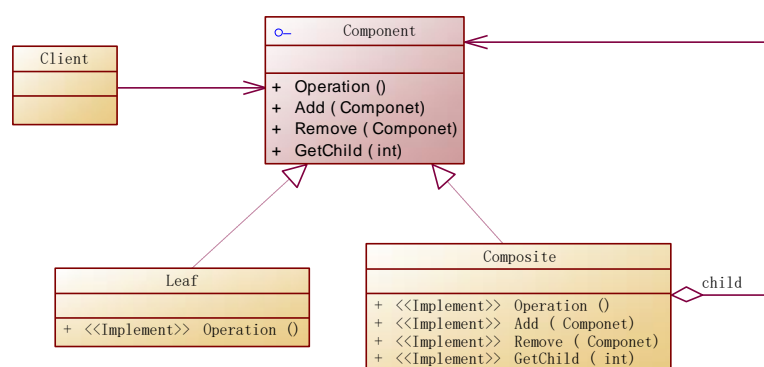 Component
Client
+ Operation ()
+ Add ( Componet)
+ Remove ( Componet)
+ GetChild ( int)
Leaf
+ <<Implement>> Operation ()
Composite
+ <<Implement>> Operation ()
+ <<Implement>> Add ( Componet)
+ <<Implement>> Remove ( Componet)
+ <<Implement>> GetChild ( int)
child